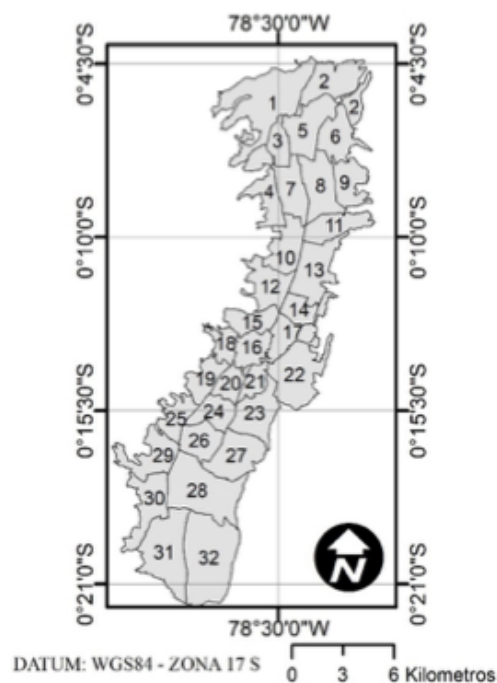 78°30'0"W
0°4'30"S
0°4'30"S
1
2
2
3
5
6
4
7
8
9
0°10'0"S
0°10'0"S
11
10
12
13
14
15
17
18
16
19
20
21
22
0°15'30"S
0°15'30"S
25
24
23
26
29
27
30
28
31
32
N
0°21'0"S
0°21'0"S
78°30'0"W
DATUM: WGS84 - ZONA 17 S
0 3 6 Kilometros